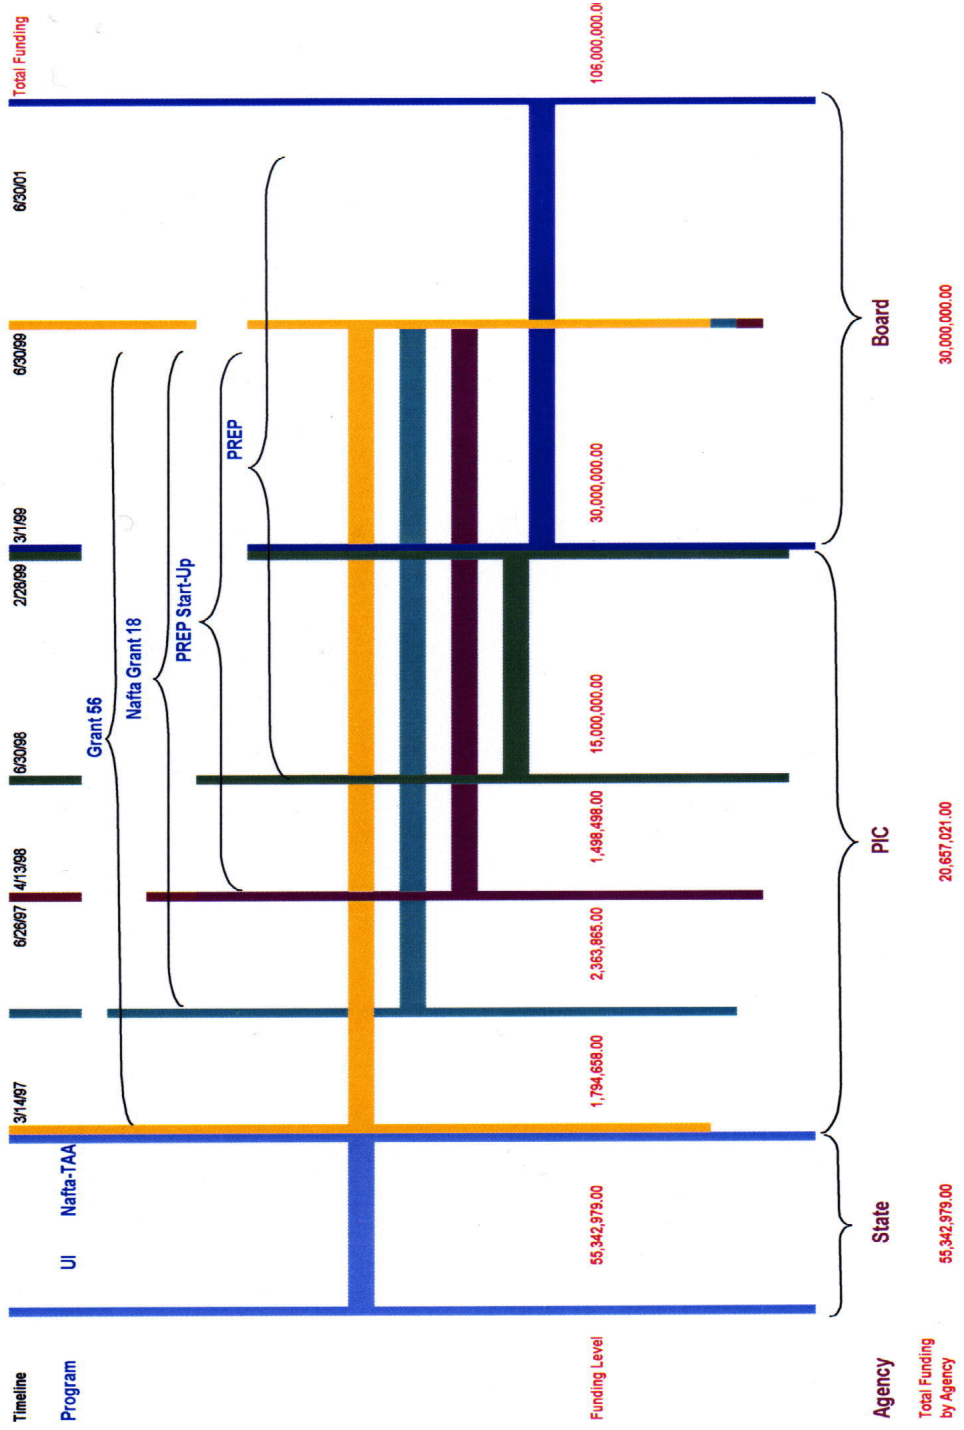 Timeline 3/14/97 6/26/97 4/13/98 6/30/98 2/28/99 3/1/99 6/30/99 6/30/01 Total Funding
Program UI Nafta-TAA
Grant 56
Nafta Grant 18
PREP Start-Up
PREP
Funding Level 55,342,979.00 1,794,658.00 2,363,865.00 1,498,498.00 15,000,000.00 30,000,000.00 106,000,000.0
Agency State PIC Board
Total Funding
by Agency 55,342,979.00 20,657,021.00 30,000,000.00